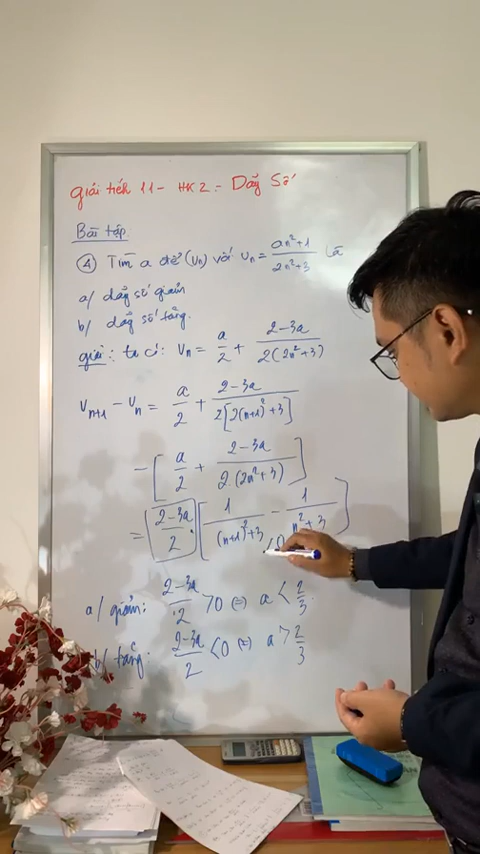 giải tích 11 - HK2 : Dãy Số
Bài tập
④ Tìm a để (Un) với Un = (an²+1)/(2n²+3) là
a/ dãy số giảm
b/ dãy số tăng.
giải: ta có: Un = a/2 + (2-3a)/(2(2n²+3))
Un+1 - Un = a/2 + (2-3a)/(2[2(n+1)²+3])
- [a/2 + (2-3a)/(2.(2n²+3))]
= [(2-3a)/2 . [1/((n+1)²+3) - 1/(n²+3)]
<0
a/ giảm: (2-3a)/2 >0 (=) a < 2/3.
b/ tăng: (2-3a)/2 <0 (=) a > 2/3